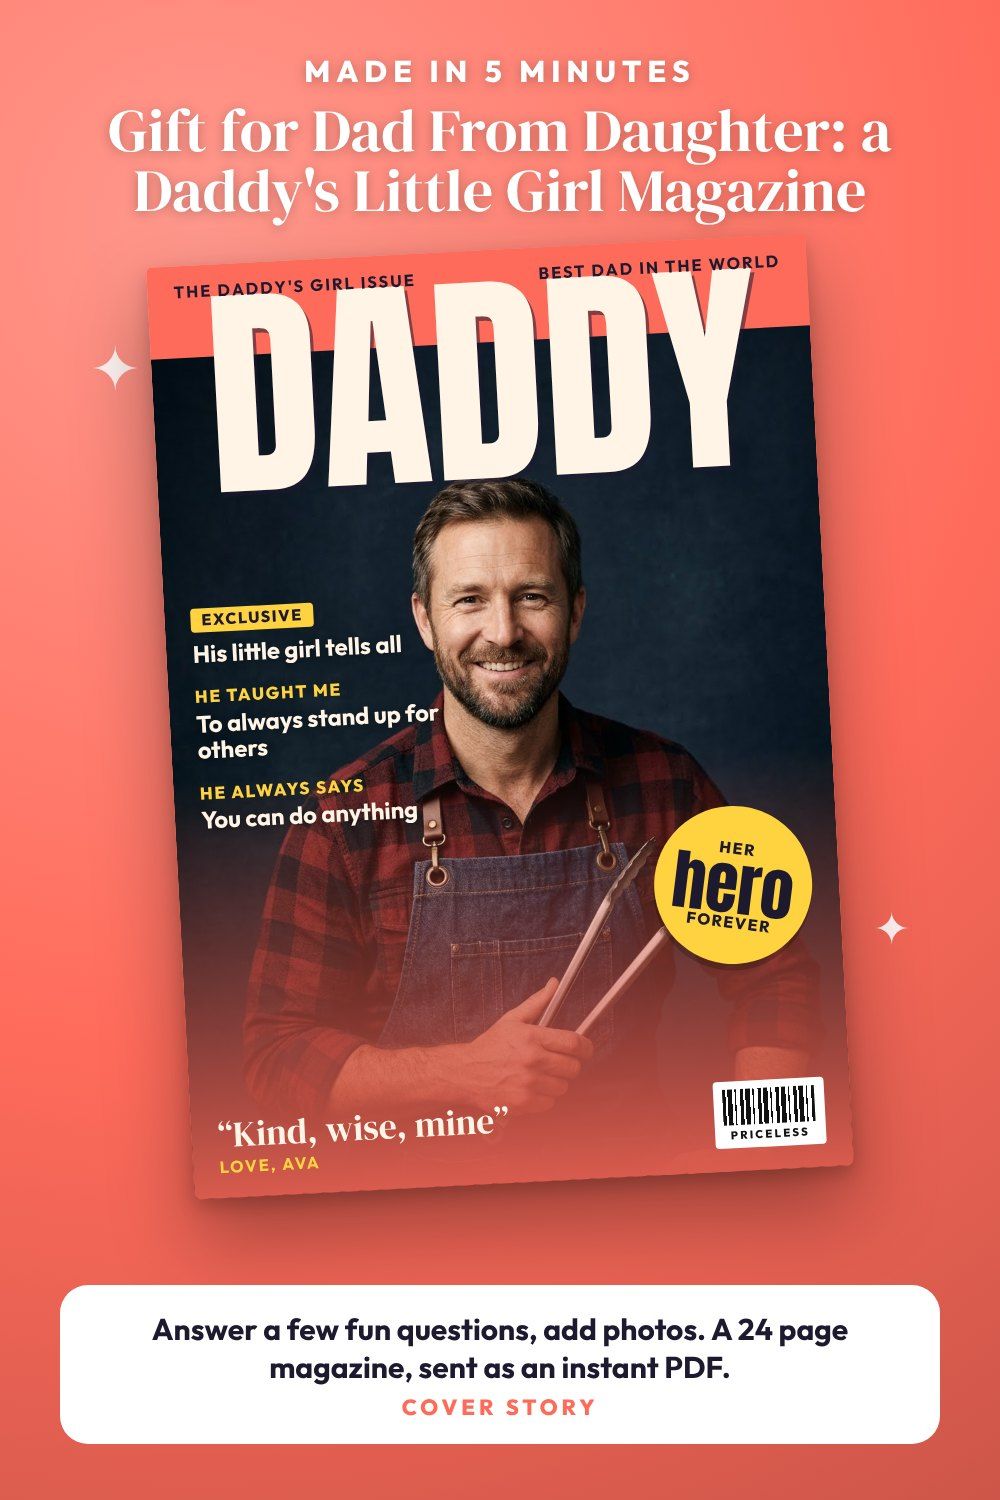 MADE IN 5 MINUTES
Gift for Dad From Daughter: a
Daddy's Little Girl Magazine
THE DADDY'S GIRL ISSUE
BEST DAD IN THE WORLD
DADDY
EXCLUSIVE
His little girl tells all
HE TAUGHT ME
To always stand up for
others
HE ALWAYS SAYS
You can do anything
HER
hero
FOREVER
“Kind, wise, mine”
LOVE, AVA
PRICELESS
Answer a few fun questions, add photos. A 24 page
magazine, sent as an instant PDF.
COVER STORY